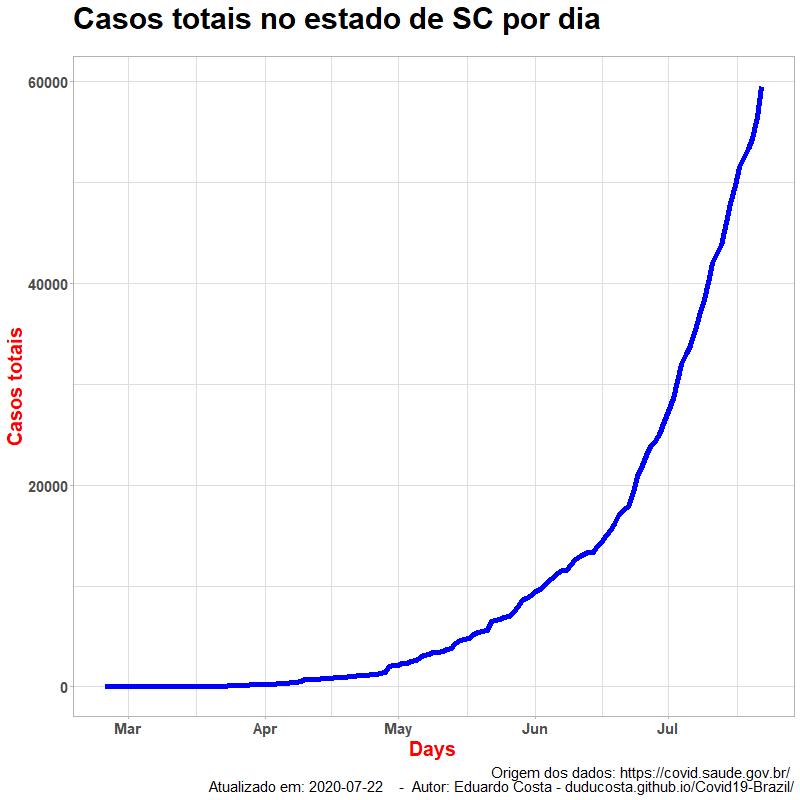 Casos totais no estado de SC por dia
60000
40000
20000
0
Casos totais
Mar Apr May Jun Jul
Days
Origem dos dados: https://covid.saude.gov.br/
Atualizado em: 2020-07-22 - Autor: Eduardo Costa - duducosta.github.io/Covid19-Brazil/